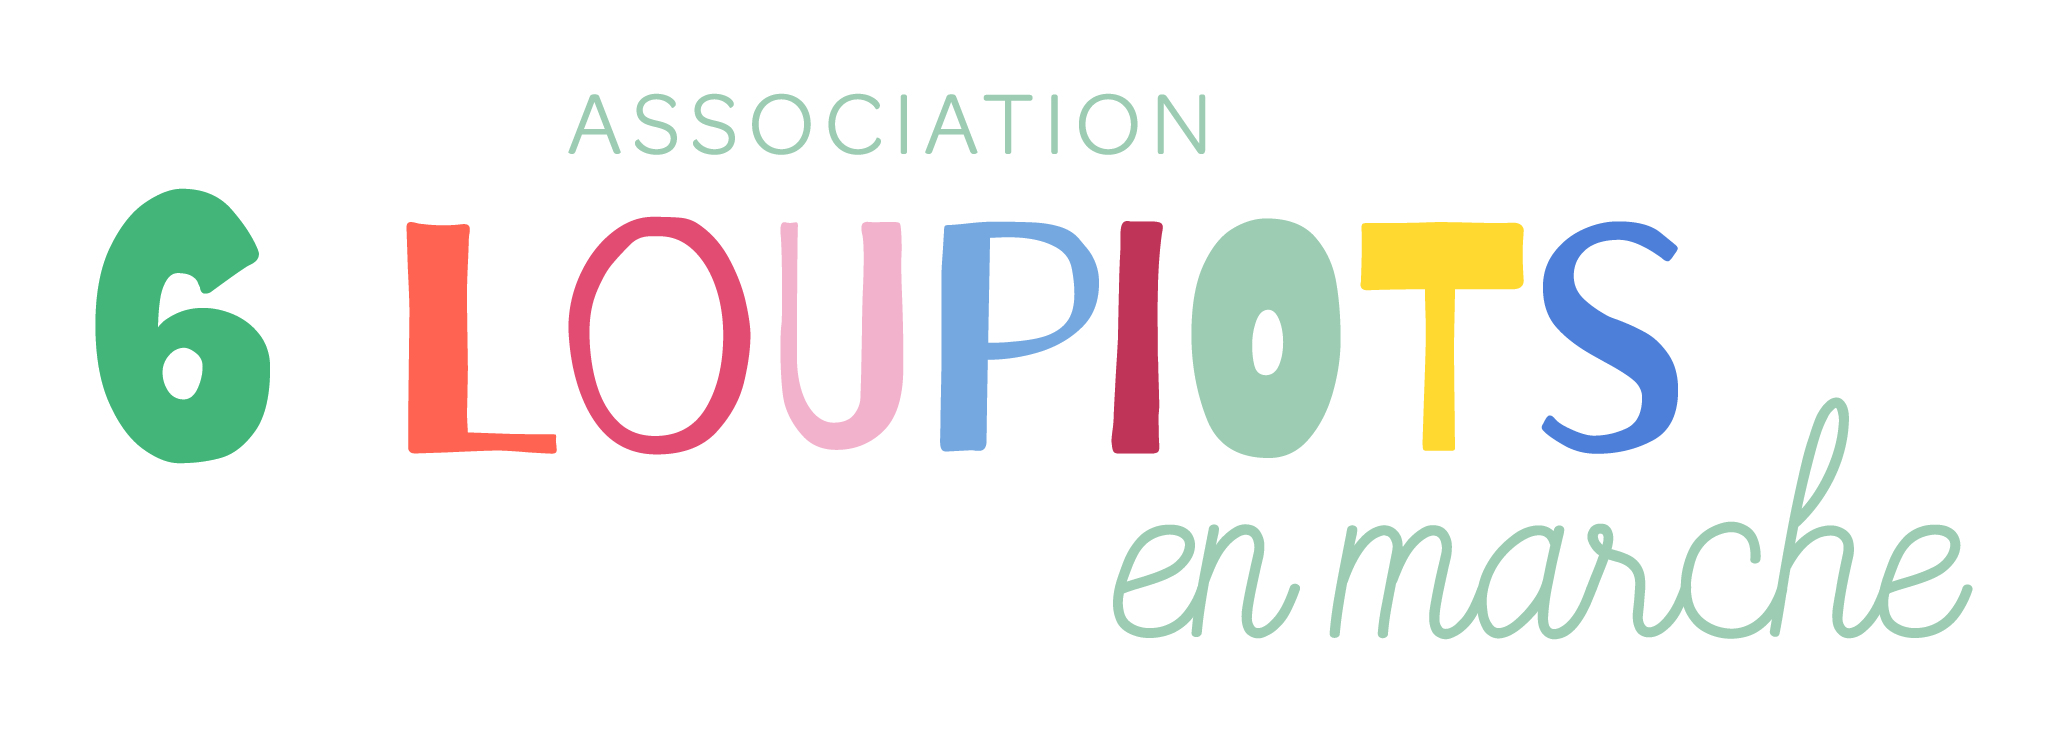 ASSOCIATION
6 LOUPIOTS
en marche